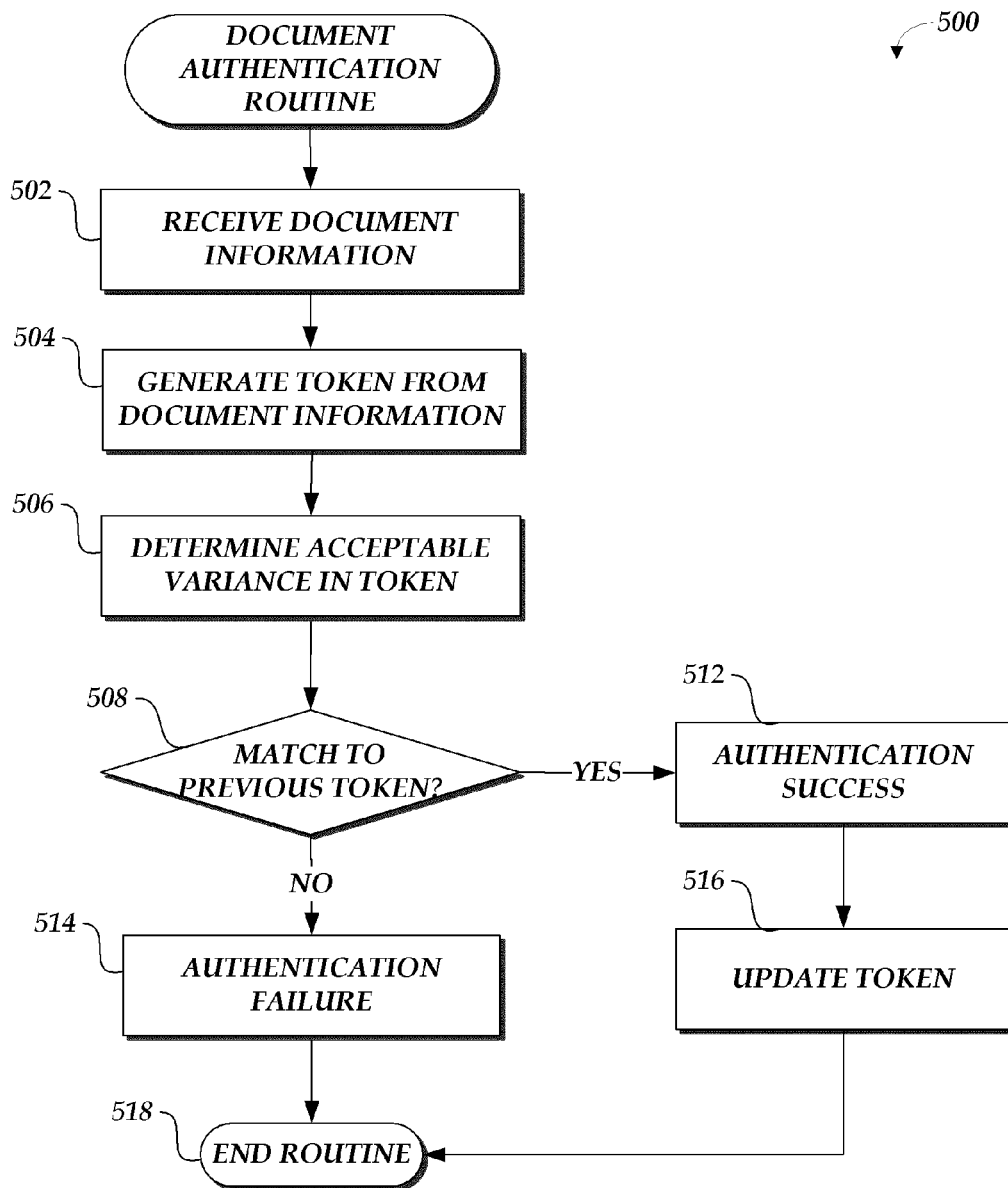 500
DOCUMENT
AUTHENTICATION
ROUTINE
502
RECEIVE DOCUMENT
INFORMATION
504
GENERATE TOKEN FROM
DOCUMENT INFORMATION
506
DETERMINE ACCEPTABLE
VARIANCE IN TOKEN
508
MATCH TO
PREVIOUS TOKEN?
YES
512
AUTHENTICATION
SUCCESS
NO
516
UPDATE TOKEN
514
AUTHENTICATION
FAILURE
518
END ROUTINE